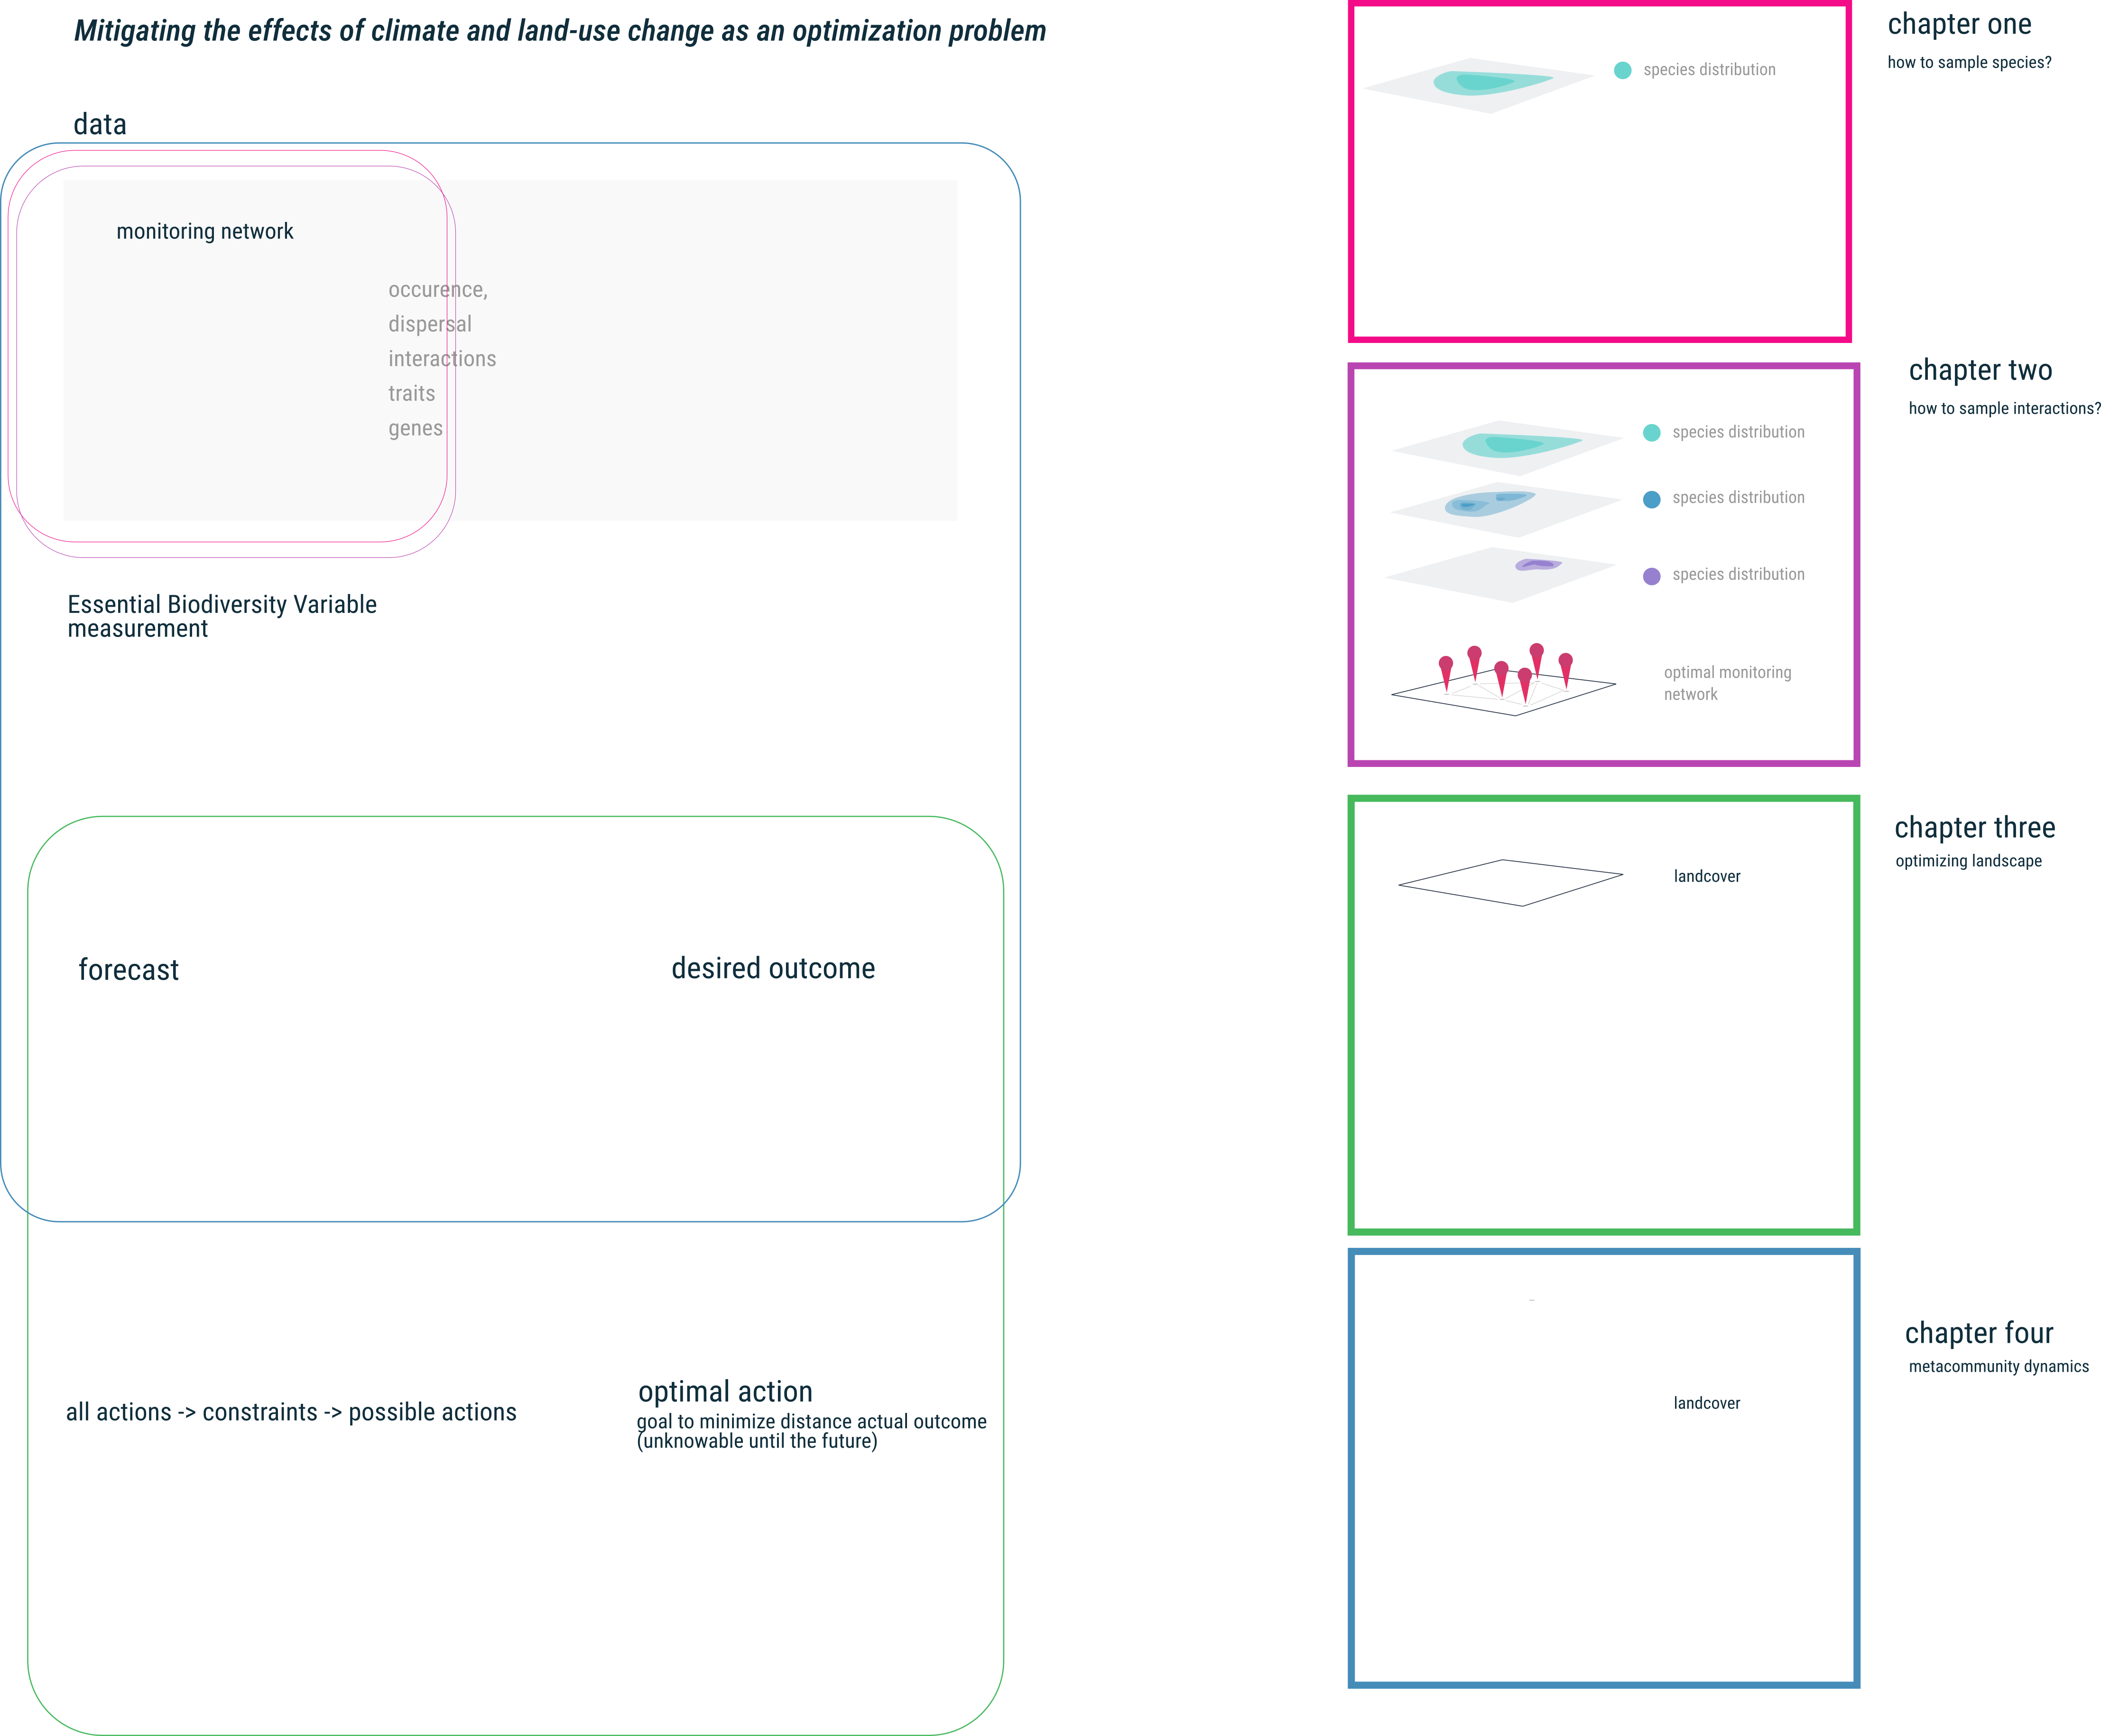 Mitigating the effects of climate and land-use change as an optimization problem
data
monitoring network
occurence,
dispersal
interactions
traits
genes
Essential Biodiversity Variable
measurement
forecast
desired outcome
all actions -> constraints -> possible actions
optimal action
goal to minimize distance actual outcome
(unknowable until the future)
chapter one
how to sample species?
species distribution
chapter two
how to sample interactions?
species distribution
species distribution
species distribution
optimal monitoring
network
chapter three
optimizing landscape
landcover
chapter four
metacommunity dynamics
landcover